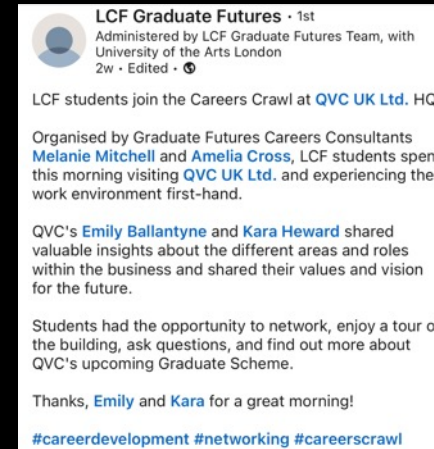 LCF Graduate Futures · 1st
Administered by LCF Graduate Futures Team, with
University of the Arts London
2w · Edited ·
LCF students join the Careers Crawl at QVC UK Ltd. HQ
Organised by Graduate Futures Careers Consultants
Melanie Mitchell and Amelia Cross, LCF students spen
this morning visiting QVC UK Ltd. and experiencing the
work environment first-hand.
QVC's Emily Ballantyne and Kara Heward shared
valuable insights about the different areas and roles
within the business and shared their values and vision
for the future.
Students had the opportunity to network, enjoy a tour o
the building, ask questions, and find out more about
QVC's upcoming Graduate Scheme.
Thanks, Emily and Kara for a great morning!
#careerdevelopment #networking #careerscrawl